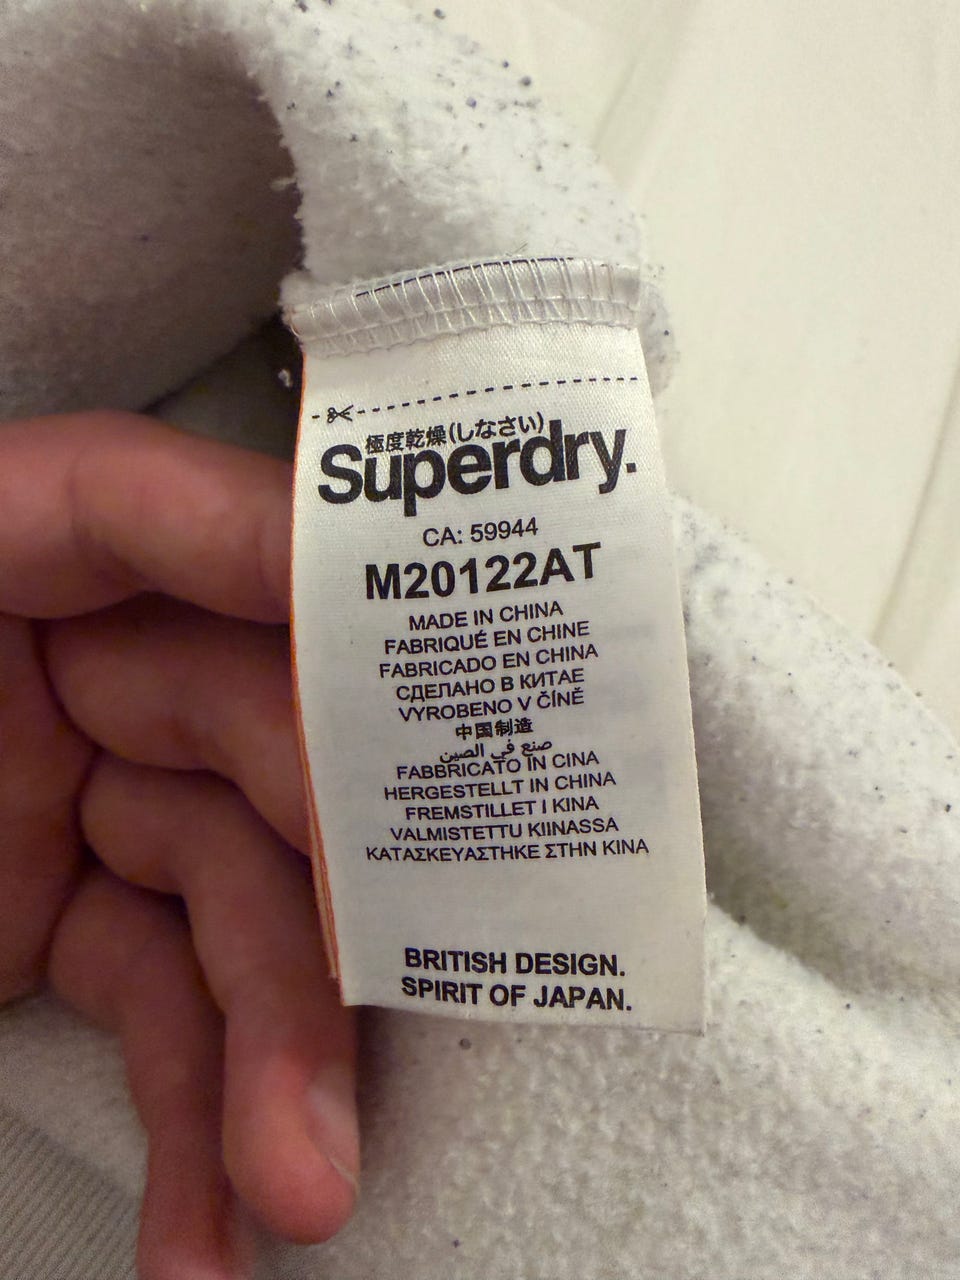 極度乾燥(しなさい)
Superdry.
CA: 59944
M20122AT
MADE IN CHINA
FABRIQUÉ EN CHINE
FABRICADO EN CHINA
СДЕЛАНО В КИТАЕ
VYROBENO V ČÍNĚ
中国制造
صنع في الصين
FABBRICATO IN CINA
HERGESTELLT IN CHINA
FREMSTILLET I KINA
VALMISTETTU KIINASSA
ΚΑΤΑΣΚΕΥΑΣΤΗΚΕ ΣΤΗΝ ΚΙΝΑ
BRITISH DESIGN.
SPIRIT OF JAPAN.